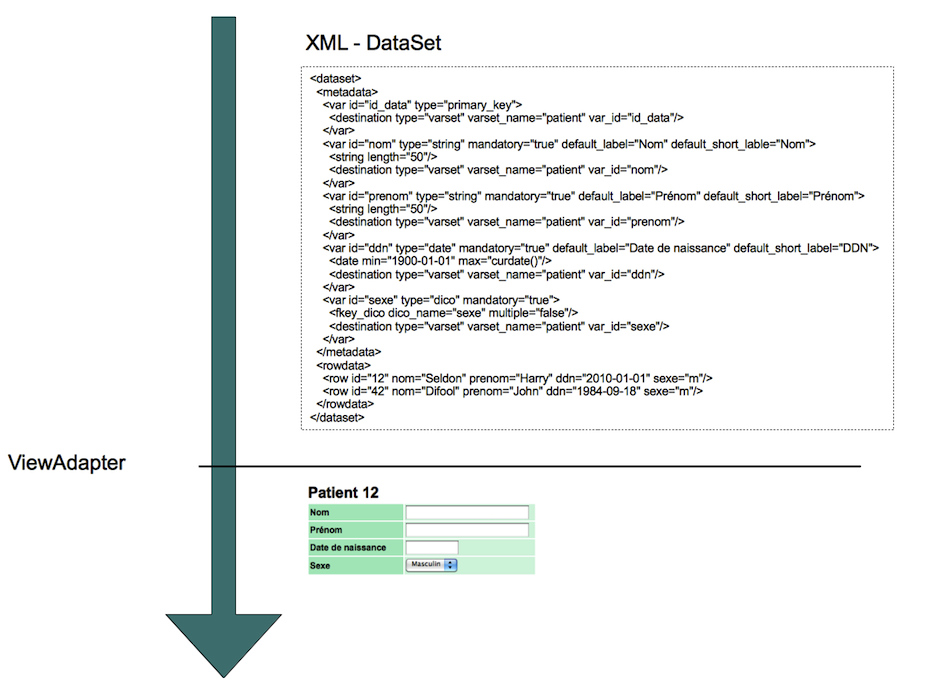 XML - DataSet
<dataset>
<metadata>
<var id="id_data" type="primary_key">
<destination type="varset" varset_name="patient" var_id="id_data"/>
</var>
<var id="nom" type="string" mandatory="true" default_label="Nom" default_short_lable="Nom">
<string length="50"/>
<destination type="varset" varset_name="patient" var_id="nom"/>
</var>
<var id="prenom" type="string" mandatory="true" default_label="Prénom" default_short_label="Prénom">
<string length="50"/>
<destination type="varset" varset_name="patient" var_id="prenom"/>
</var>
<var id="ddn" type="date" mandatory="true" default_label="Date de naissance" default_short_label="DDN">
<date min="1900-01-01" max="curdate()"/>
<destination type="varset" varset_name="patient" var_id="ddn"/>
</var>
<var id="sexe" type="dico" mandatory="true">
<fkey_dico dico_name="sexe" multiple="false"/>
<destination type="varset" varset_name="patient" var_id="sexe"/>
</var>
</metadata>
<rowdata>
<row id="12" nom="Seldon" prenom="Harry" ddn="2010-01-01" sexe="m"/>
<row id="42" nom="Difool" prenom="John" ddn="1984-09-18" sexe="m"/>
</rowdata>
</dataset>
ViewAdapter
Patient 12
Nom
Prénom
Date de naissance
Sexe Masculin